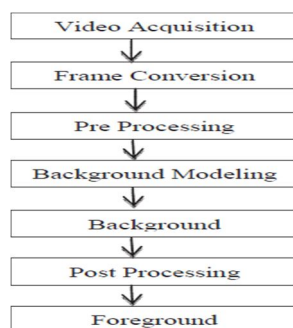 Video Acquisition
Frame Conversion
Pre Processing
Background Modeling
Background
Post Processing
Foreground